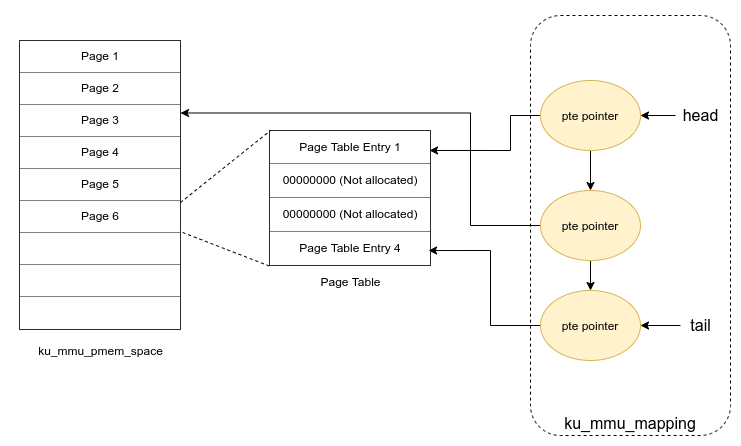 Page 1
Page 2
Page 3
Page 4
Page 5
Page 6
ku_mmu_pmem_space
Page Table Entry 1
00000000 (Not allocated)
00000000 (Not allocated)
Page Table Entry 4
Page Table
pte pointer
head
pte pointer
pte pointer
tail
ku_mmu_mapping